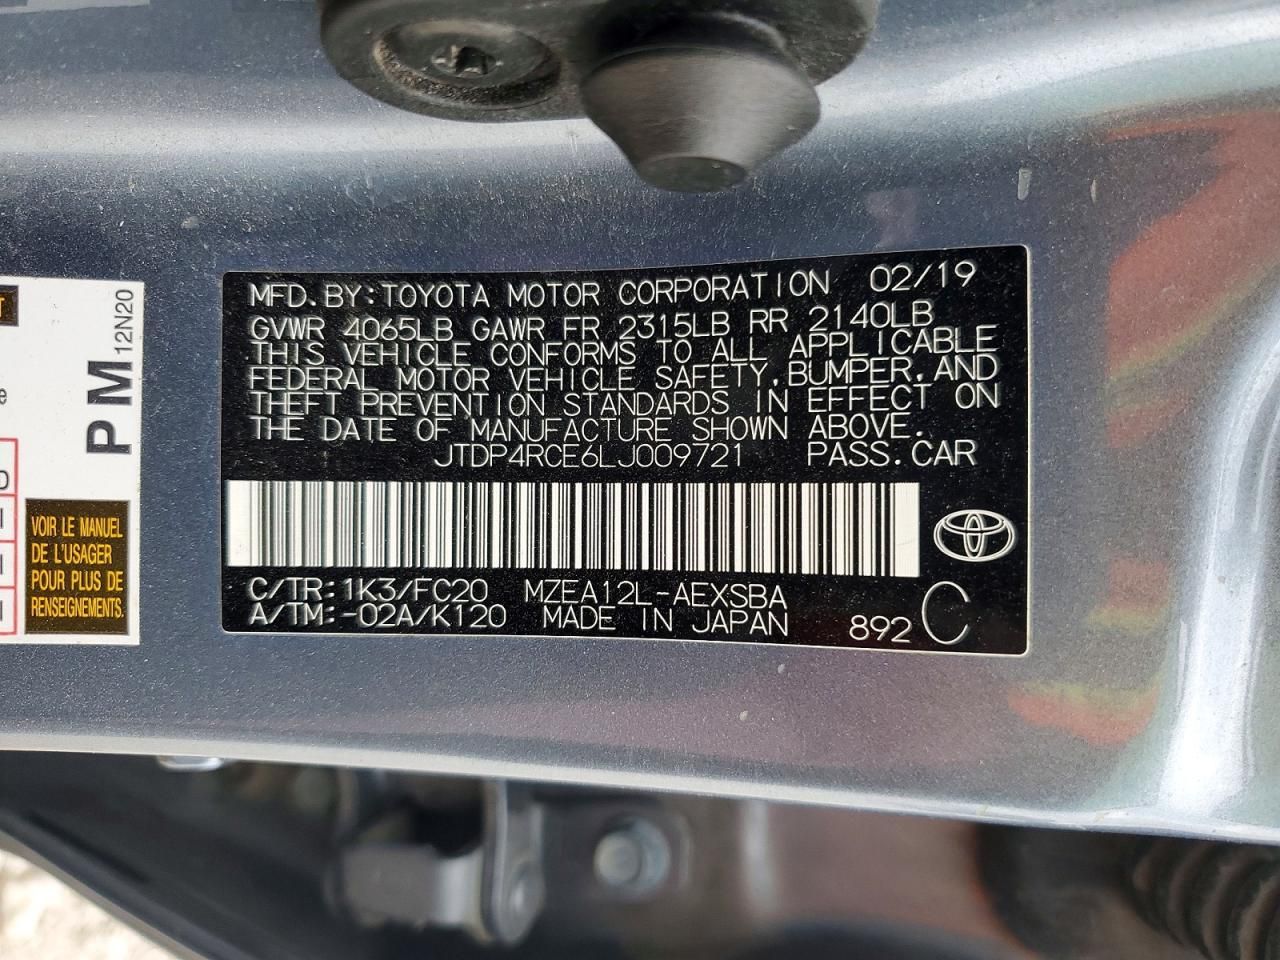 MFD.BY:TOYOTA MOTOR CORPORATION 02/19
GVWR 4065LB GAWR FR 2315LB RR 2140LB
THIS VEHICLE CONFORMS TO ALL APPLICABLE
FEDERAL MOTOR VEHICLE SAFETY,BUMPER,AND
THEFT PREVENTION STANDARDS IN EFFECT ON
THE DATE OF MANUFACTURE SHOWN ABOVE.
JTDP4RCE6LJ009721 PASS.CAR
C/TR:1K3/FC20 MZEA12L-AEXSBA
A/TM:-02A/K120 MADE IN JAPAN 892 C
PM 12N20
VOIR LE MANUEL
DE L'USAGER
POUR PLUS DE
RENSEIGNEMENTS.